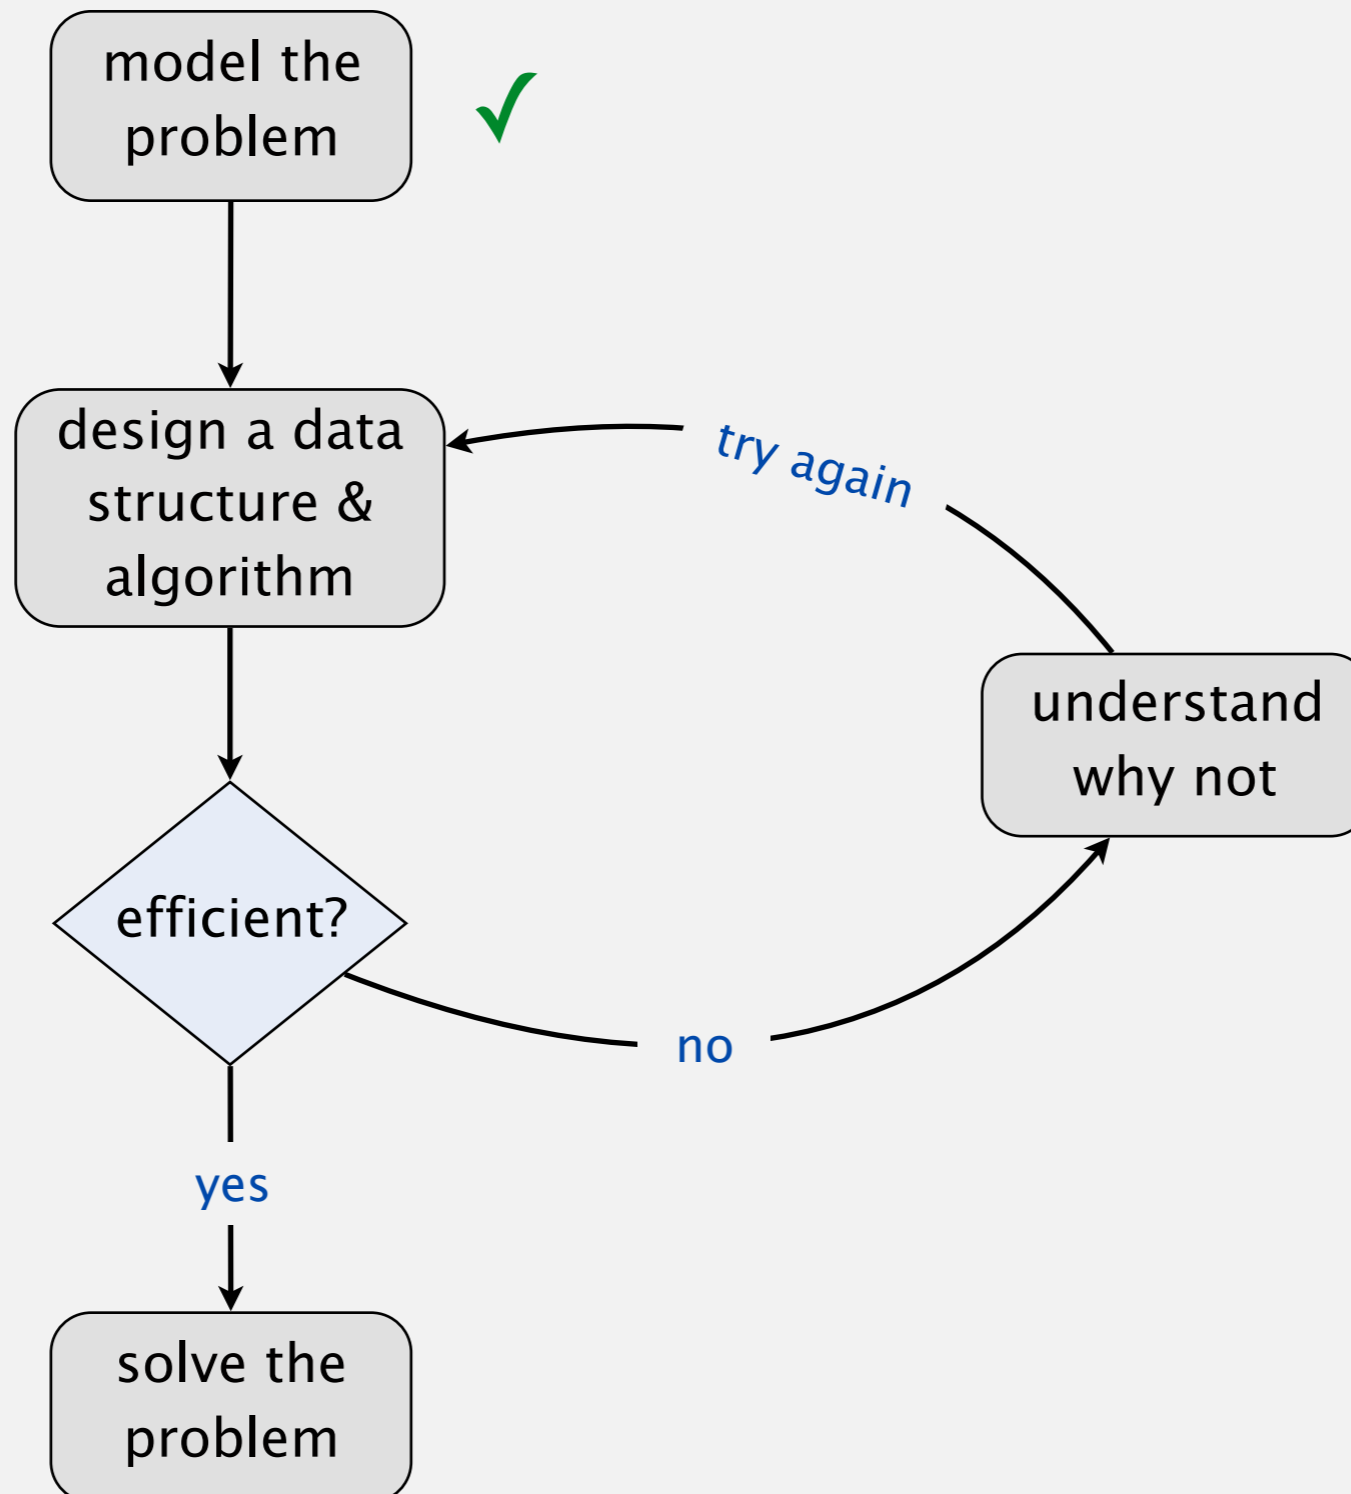 model the
problem
design a data
structure &
algorithm
try again
understand
why not
efficient?
no
yes
solve the
problem